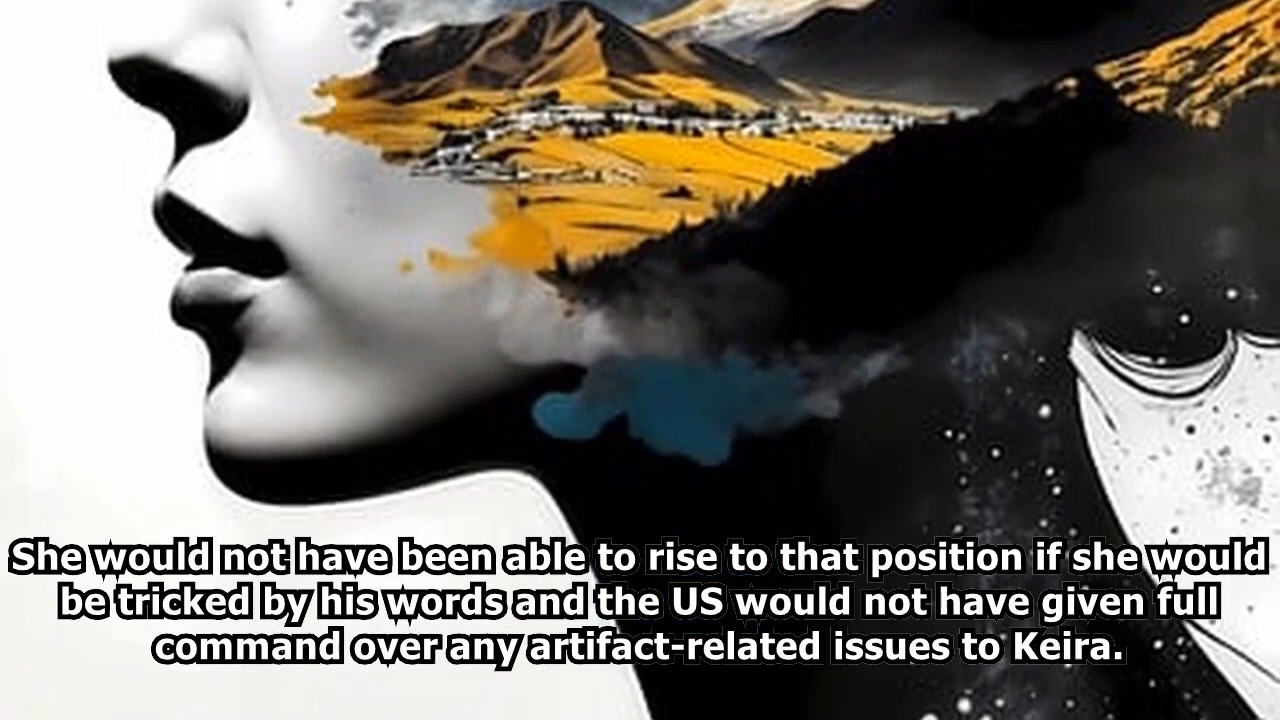 She would not have been able to rise to that position if she would
be tricked by his words and the US would not have given full
command over any artifact-related issues to Keira.